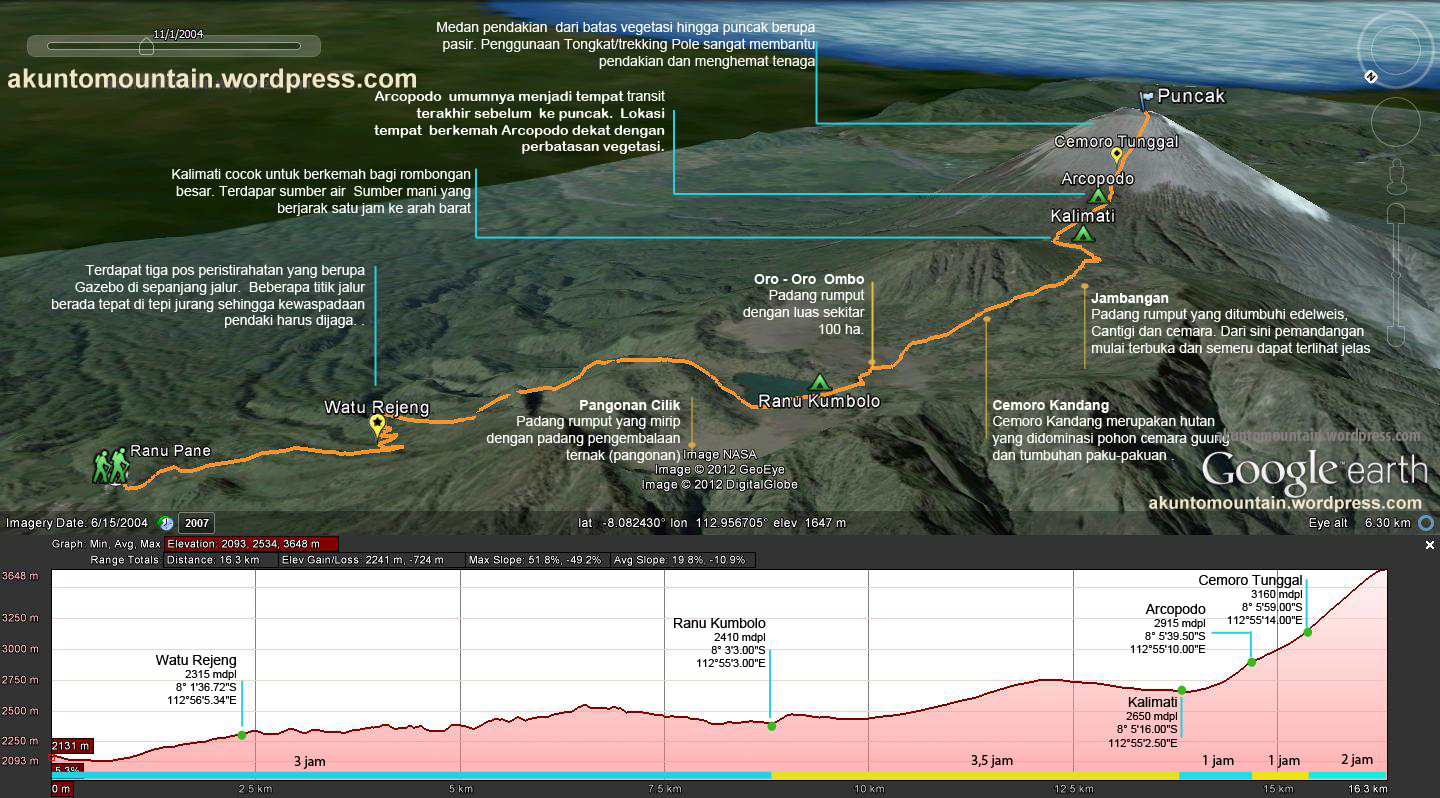 11/1/2004
akuntomountain.wordpress.com
Medan pendakian dari batas vegetasi hingga puncak berupa
pasir. Penggunaan Tongkat/trekking Pole sangat membantu
pendakian dan menghemat tenaga
N
Puncak
Arcopodo umumnya menjadi tempat transit
terakhir sebelum ke puncak. Lokasi
tempat berkemah Arcopodo dekat dengan
perbatasan vegetasi.
Cemoro Tunggal
Arcopodo
Kalimati
Kalimati cocok untuk berkemah bagi rombongan
besar. Terdapar sumber air Sumber mani yang
berjarak satu jam ke arah barat
Terdapat tiga pos peristirahatan yang berupa
Gazebo di sepanjang jalur. Beberapa titik jalur
berada tepat di tepi jurang sehingga kewaspadaan
pendaki harus dijaga. .
Oro - Oro Ombo
Padang rumput
dengan luas sekitar
100 ha.
Jambangan
Padang rumput yang ditumbuhi edelweis,
Cantigi dan cemara. Dari sini pemandangan
mulai terbuka dan semeru dapat terlihat jelas
Watu Rejeng
Ranu Pane
Pangonan Cilik
Padang rumput yang mirip
dengan padang pengembalaan
ternak (pangonan)
Ranu Kumbolo
Cemoro Kandang
Cemoro Kandang merupakan hutan
yang didominasi pohon cemara guung
dan tumbuhan paku-pakuan .
akuntomountain.wordpress.com
Image NASA
Image © 2012 GeoEye
Image © 2012 DigitalGlobe
Google earth
akuntomountain.wordpress.com
Imagery Date: 6/15/2004 2007
lat -8.082430° lon 112.956705° elev 1647 m
Eye alt 6.30 km
Graph: Min, Avg, Max Elevation: 2093, 2534, 3648 m
Range Totals: Distance: 16.3 km Elev Gain/Loss: 2241 m, -724 m Max Slope: 51.8%, -49.2% Avg Slope: 19.8%, -10.9%
3648 m
3250 m
3000 m
2750 m
2500 m
2250 m
2093 m
2131 m
5.3%
Watu Rejeng
2315 mdpl
8° 1'36.72"S
112°56'5.34"E
Ranu Kumbolo
2410 mdpl
8° 3'3.00"S
112°55'3.00"E
Kalimati
2650 mdpl
8° 5'16.00"S
112°55'2.50"E
Arcopodo
2915 mdpl
8° 5'39.50"S
112°55'10.00"E
Cemoro Tunggal
3160 mdpl
8° 5'59.00"S
112°55'14.00"E
3 jam
3,5 jam
1 jam
1 jam
2 jam
0 m
2.5 km
5 km
7.5 km
10 km
12.5 km
15 km
16.3 km